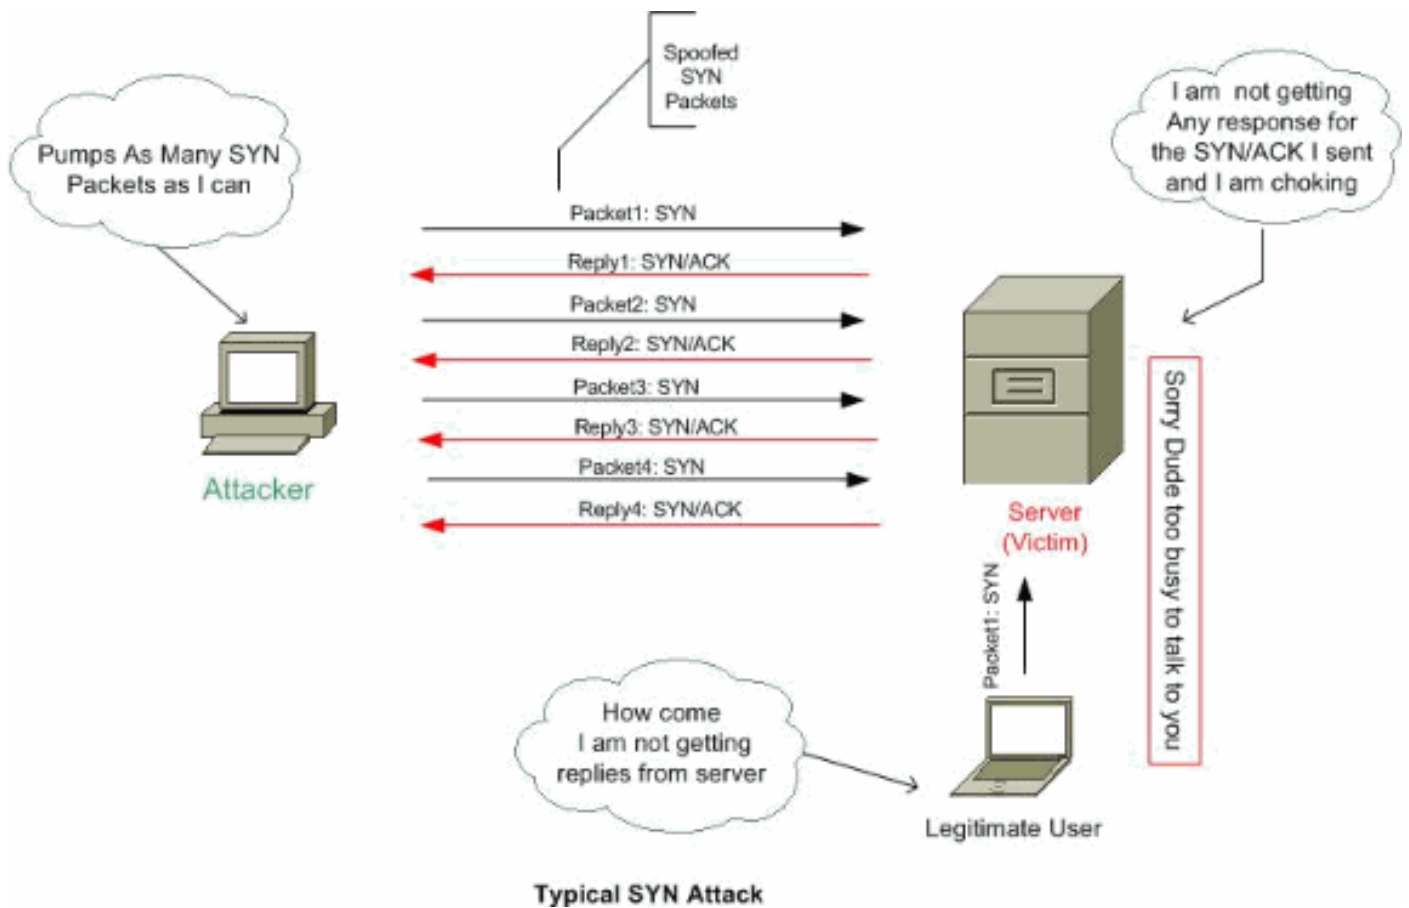 Spoofed
SYN
Packets
Pumps As Many SYN
Packets as I can
I am not getting
Any response for
the SYN/ACK I sent
and I am choking
Packet1: SYN
Reply1: SYN/ACK
Packet2: SYN
Reply2: SYN/ACK
Packet3: SYN
Reply3: SYN/ACK
Packet4: SYN
Reply4: SYN/ACK
Attacker
Server
(Victim)
Sorry Dude too busy to talk to you
Packet1: SYN
How come
I am not getting
replies from server
Legitimate User
Typical SYN Attack